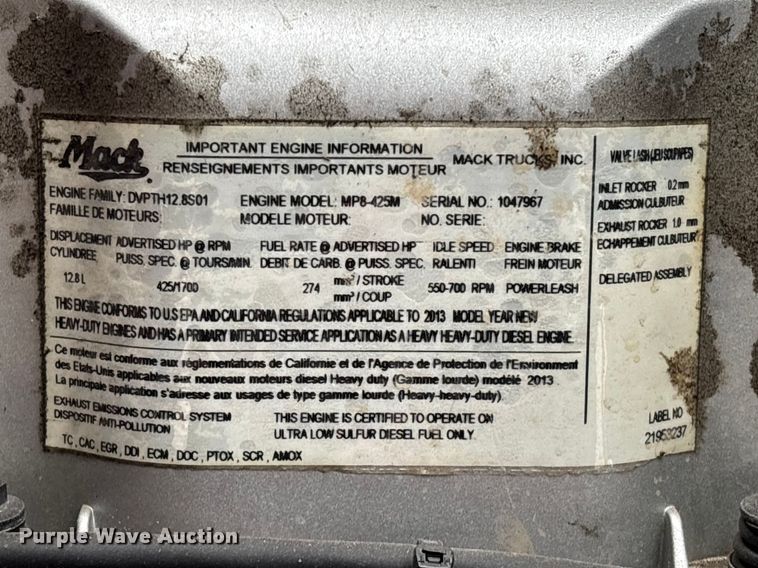 Mack
IMPORTANT ENGINE INFORMATION
RENSEIGNEMENTS IMPORTANTS MOTEUR
MACK TRUCKS, INC.
ENGINE FAMILY: DVPTH12.8S01 ENGINE MODEL: MP8-425M SERIAL NO.: 1047967
FAMILLE DE MOTEURS: MODELE MOTEUR: NO. SERIE:
DISPLACEMENT ADVERTISED HP @ RPM FUEL RATE @ ADVERTISED HP IDLE SPEED ENGINE BRAKE
CYLINDREE PUISS. SPEC. @ TOURS/MIN. DEBIT DE CARB. @ PUISS. SPEC. RALENTI FREIN MOTEUR
12.8 L 425/1700 274 mm³ / STROKE 550-700 RPM POWERLEASH
mm³ / COUP
THIS ENGINE CONFORMS TO U.S EPA AND CALIFORNIA REGULATIONS APPLICABLE TO 2013 MODEL YEAR NEW
HEAVY-DUTY ENGINES AND HAS A PRIMARY INTENDED SERVICE APPLICATION AS A HEAVY HEAVY-DUTY DIESEL ENGINE.
Ce moteur est conforme aux réglementations de Californie et de l'Agence de Protection de l'Environment
des Etats-Unis applicables aux nouveaux moteurs diesel Heavy duty (Gamme lourde) modélé 2013.
La principale application s'adresse aux usages de type gamme lourde (Heavy-heavy-duty).
EXHAUST EMISSIONS CONTROL SYSTEM THIS ENGINE IS CERTIFIED TO OPERATE ON
DISPOSITIF ANTI-POLLUTION ULTRA LOW SULFUR DIESEL FUEL ONLY.
TC , CAC, EGR , DDI , ECM , DOC , PTOX , SCR , AMOX
VALVE LASH (JEU SOUPAPES)
INLET ROCKER 0.2 mm
ADMISSION CULBUTEUR
EXHAUST ROCKER 1.0 mm
ECHAPPEMENT CULBUTEUR
DELEGATED ASSEMBLY
LABEL NO
Purple Wave Auction